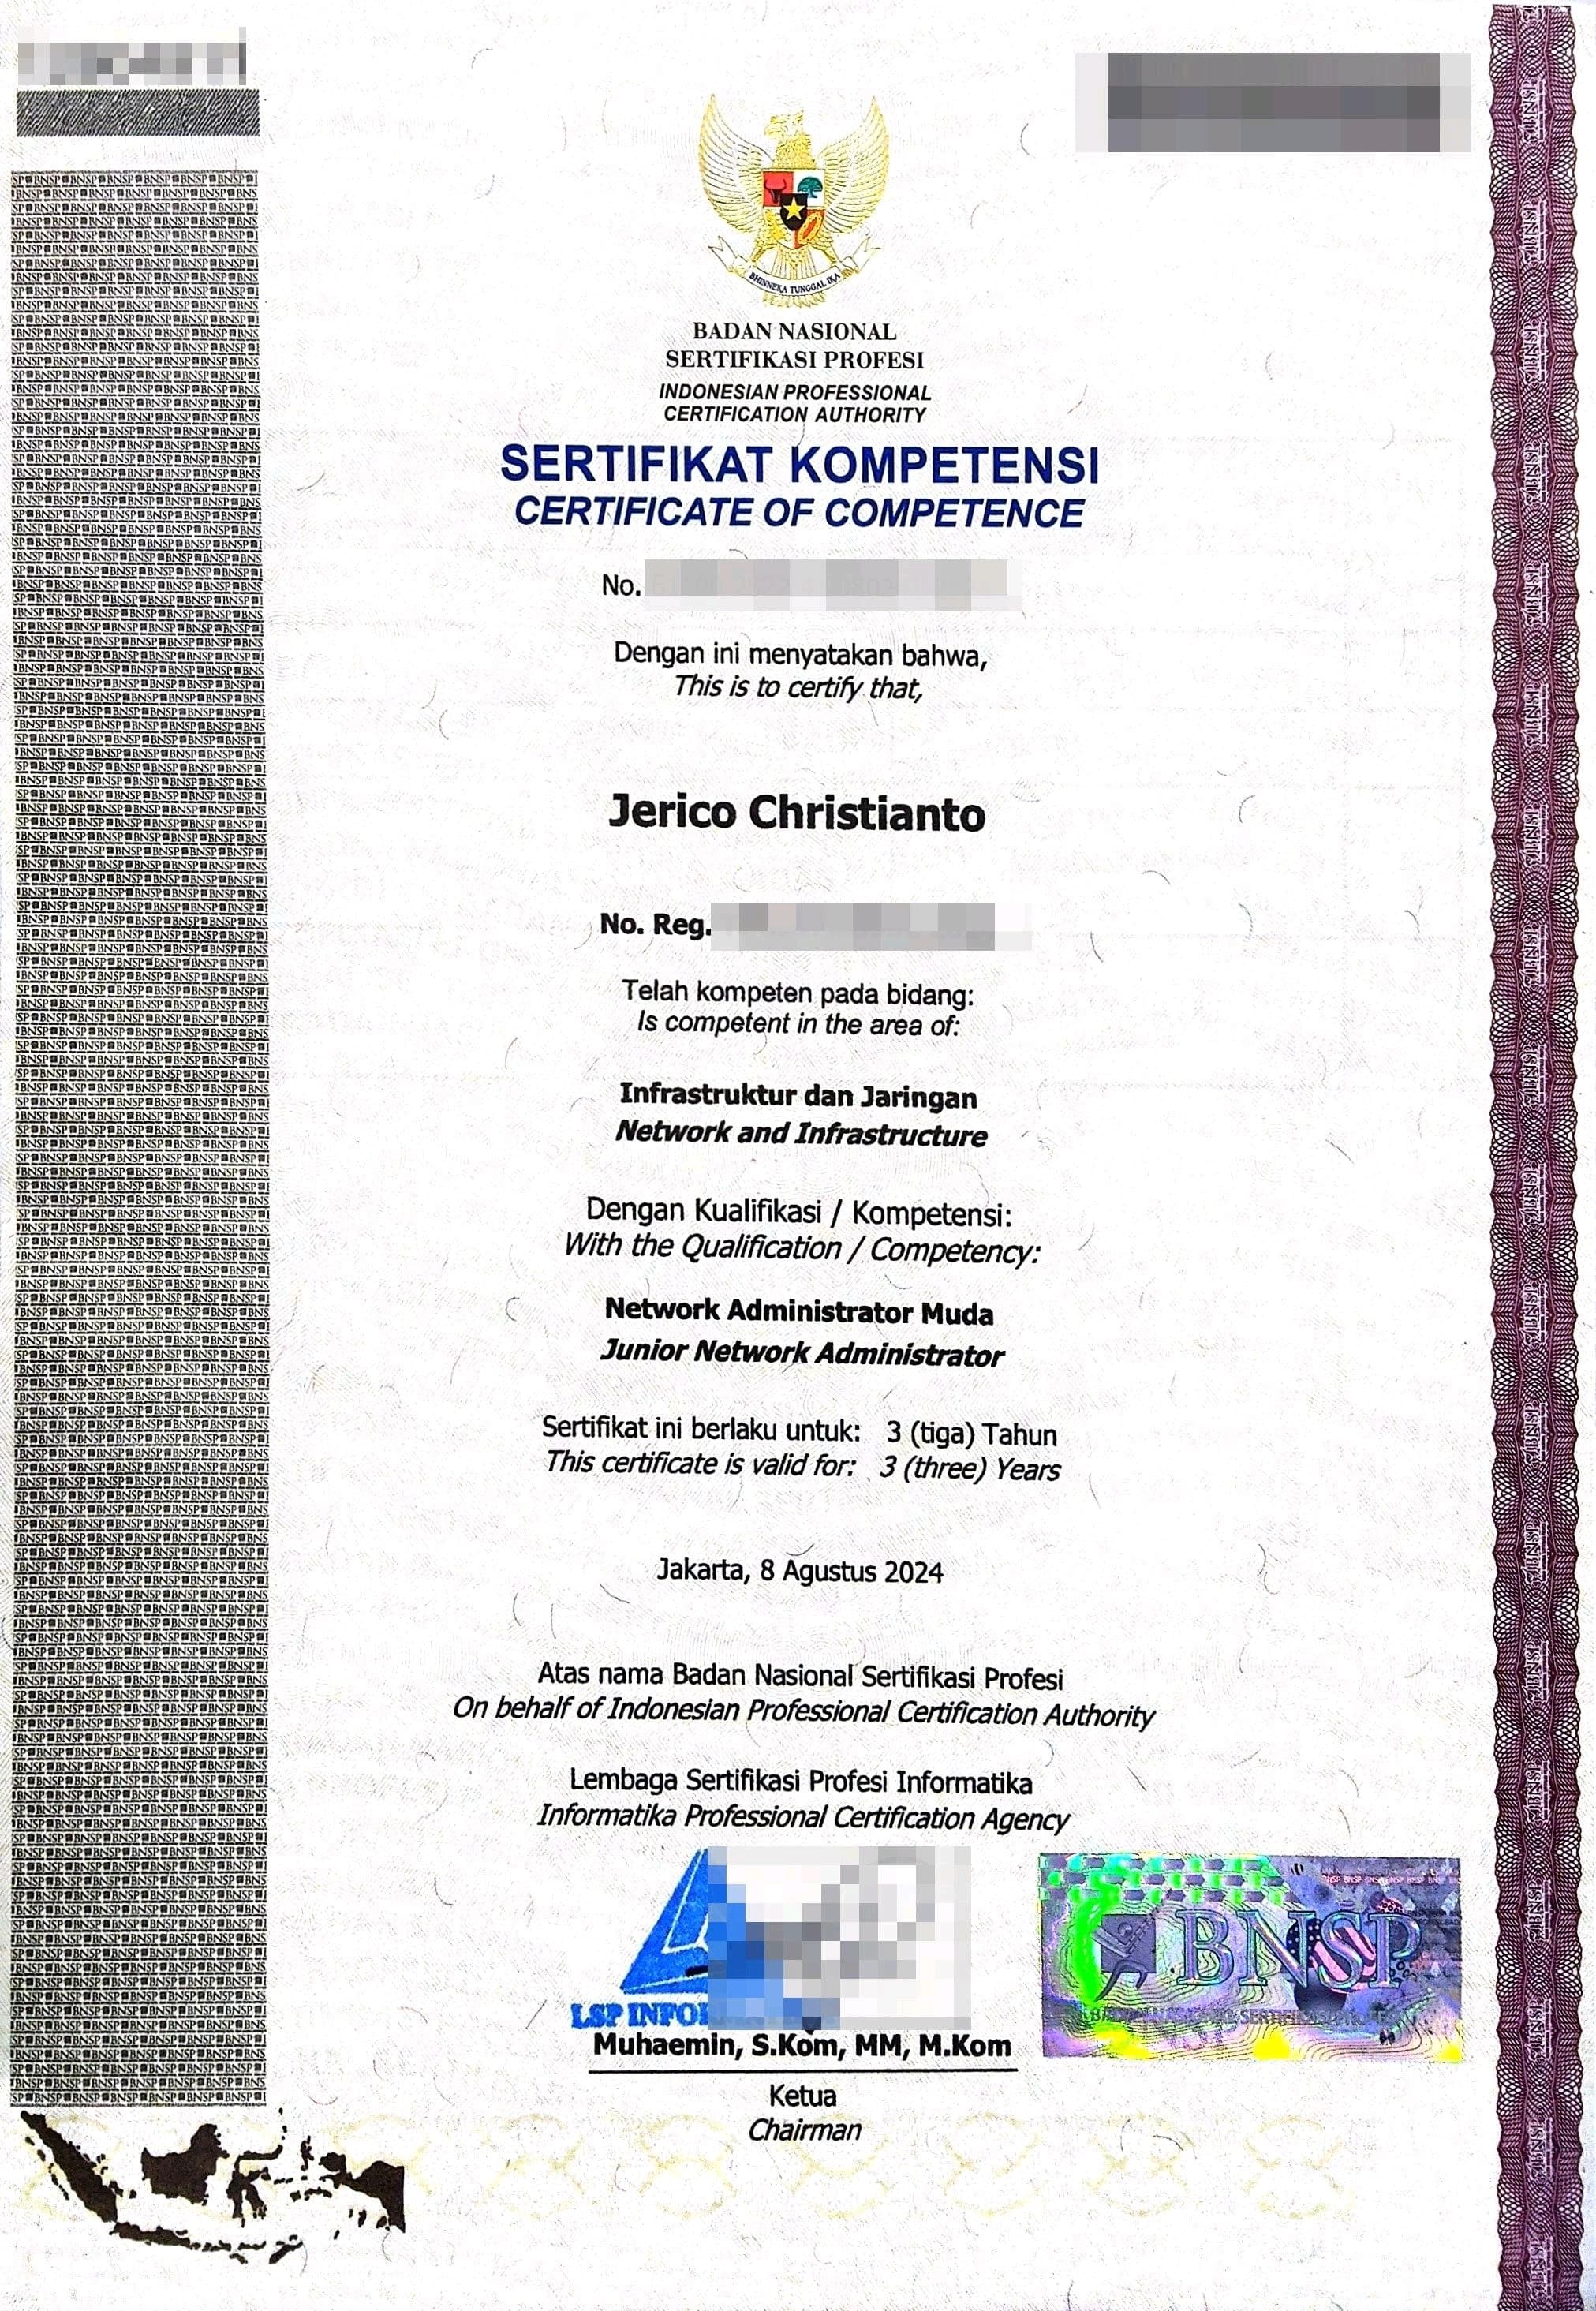 BHINNEKA TUNGGAL IKA
BADAN NASIONAL
SERTIFIKASI PROFESI
INDONESIAN PROFESSIONAL
CERTIFICATION AUTHORITY
SERTIFIKAT KOMPETENSI
CERTIFICATE OF COMPETENCE
No.
Dengan ini menyatakan bahwa,
This is to certify that,
Jerico Christianto
No. Reg.
Telah kompeten pada bidang:
Is competent in the area of:
Infrastruktur dan Jaringan
Network and Infrastructure
Dengan Kualifikasi / Kompetensi:
With the Qualification / Competency:
Network Administrator Muda
Junior Network Administrator
Sertifikat ini berlaku untuk: 3 (tiga) Tahun
This certificate is valid for: 3 (three) Years
Jakarta, 8 Agustus 2024
Atas nama Badan Nasional Sertifikasi Profesi
On behalf of Indonesian Professional Certification Authority
Lembaga Sertifikasi Profesi Informatika
Informatika Professional Certification Agency
LSP
BNSP
Muhaemin, S.Kom, MM, M.Kom
Ketua
Chairman